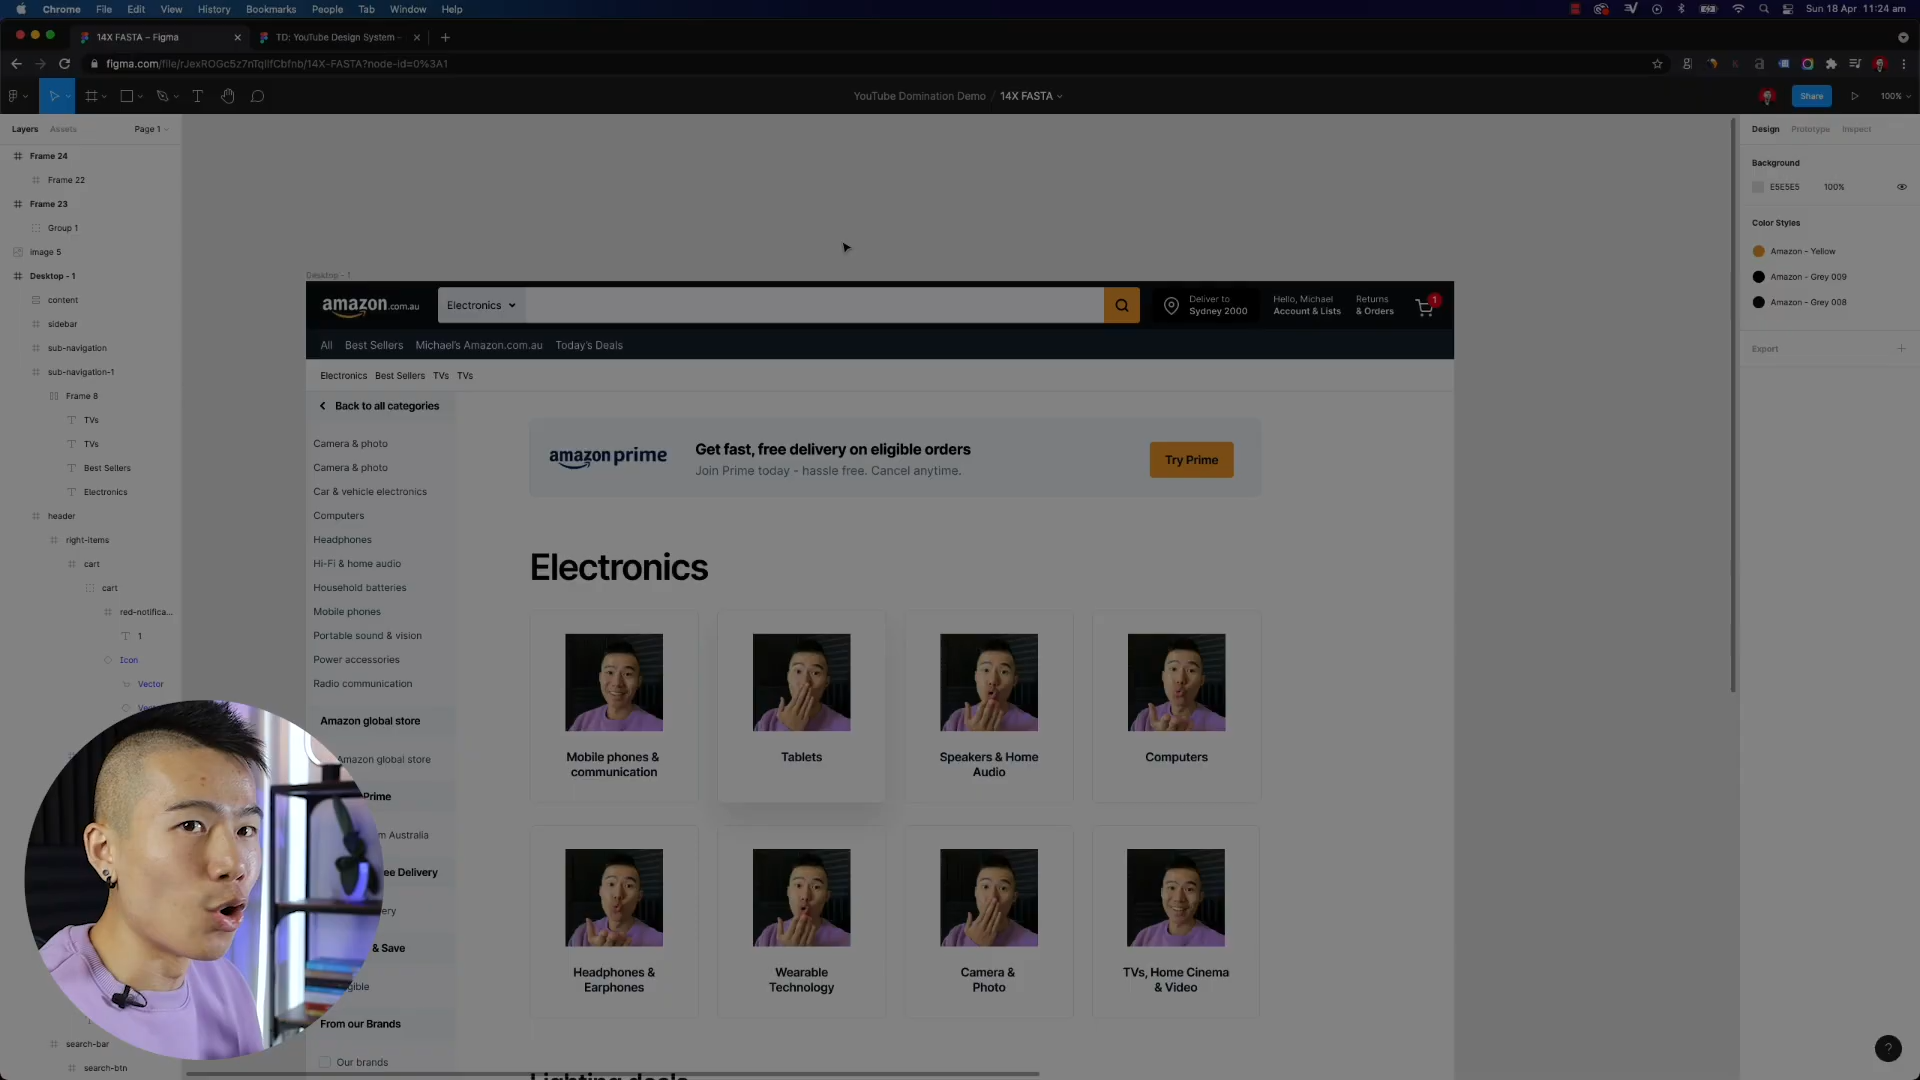 Chrome File Edit View History Bookmarks People Tab Window Help
Sun 18 Apr 11:24 am
14X FASTA – Figma
TD: YouTube Design System -
figma.com/file/rJexROGc5z7nTqlIfCbfnb/14X-FASTA?node-id=0%3A1
YouTube Domination Demo / 14X FASTA
Share
100%
Layers Assets Page 1
Frame 24
Frame 22
Frame 23
Group 1
image 5
Desktop - 1
content
sidebar
sub-navigation
sub-navigation-1
Frame 8
TVs
TVs
Best Sellers
Electronics
header
right-items
cart
cart
red-notifica...
1
Icon
Vector
search-bar
search-btn
Desktop - 1
amazon.com.au
Electronics
Deliver to
Sydney 2000
Hello, Michael
Account & Lists
Returns
& Orders
1
All Best Sellers Michael's Amazon.com.au Today's Deals
Electronics Best Sellers TVs TVs
Back to all categories
Camera & photo
Camera & photo
Car & vehicle electronics
Computers
Headphones
Hi-Fi & home audio
Household batteries
Mobile phones
Portable sound & vision
Power accessories
Radio communication
Amazon global store
Amazon global store
Prime
Australia
Delivery
& Save
From our Brands
Our brands
amazon prime
Get fast, free delivery on eligible orders
Join Prime today - hassle free. Cancel anytime.
Try Prime
Electronics
Mobile phones &
communication
Tablets
Speakers & Home
Audio
Computers
Headphones &
Earphones
Wearable
Technology
Camera &
Photo
TVs, Home Cinema
& Video
Lighting deals
Design Prototype Inspect
Background
E5E5E5 100%
Color Styles
Amazon - Yellow
Amazon - Grey 009
Amazon - Grey 008
Export
?